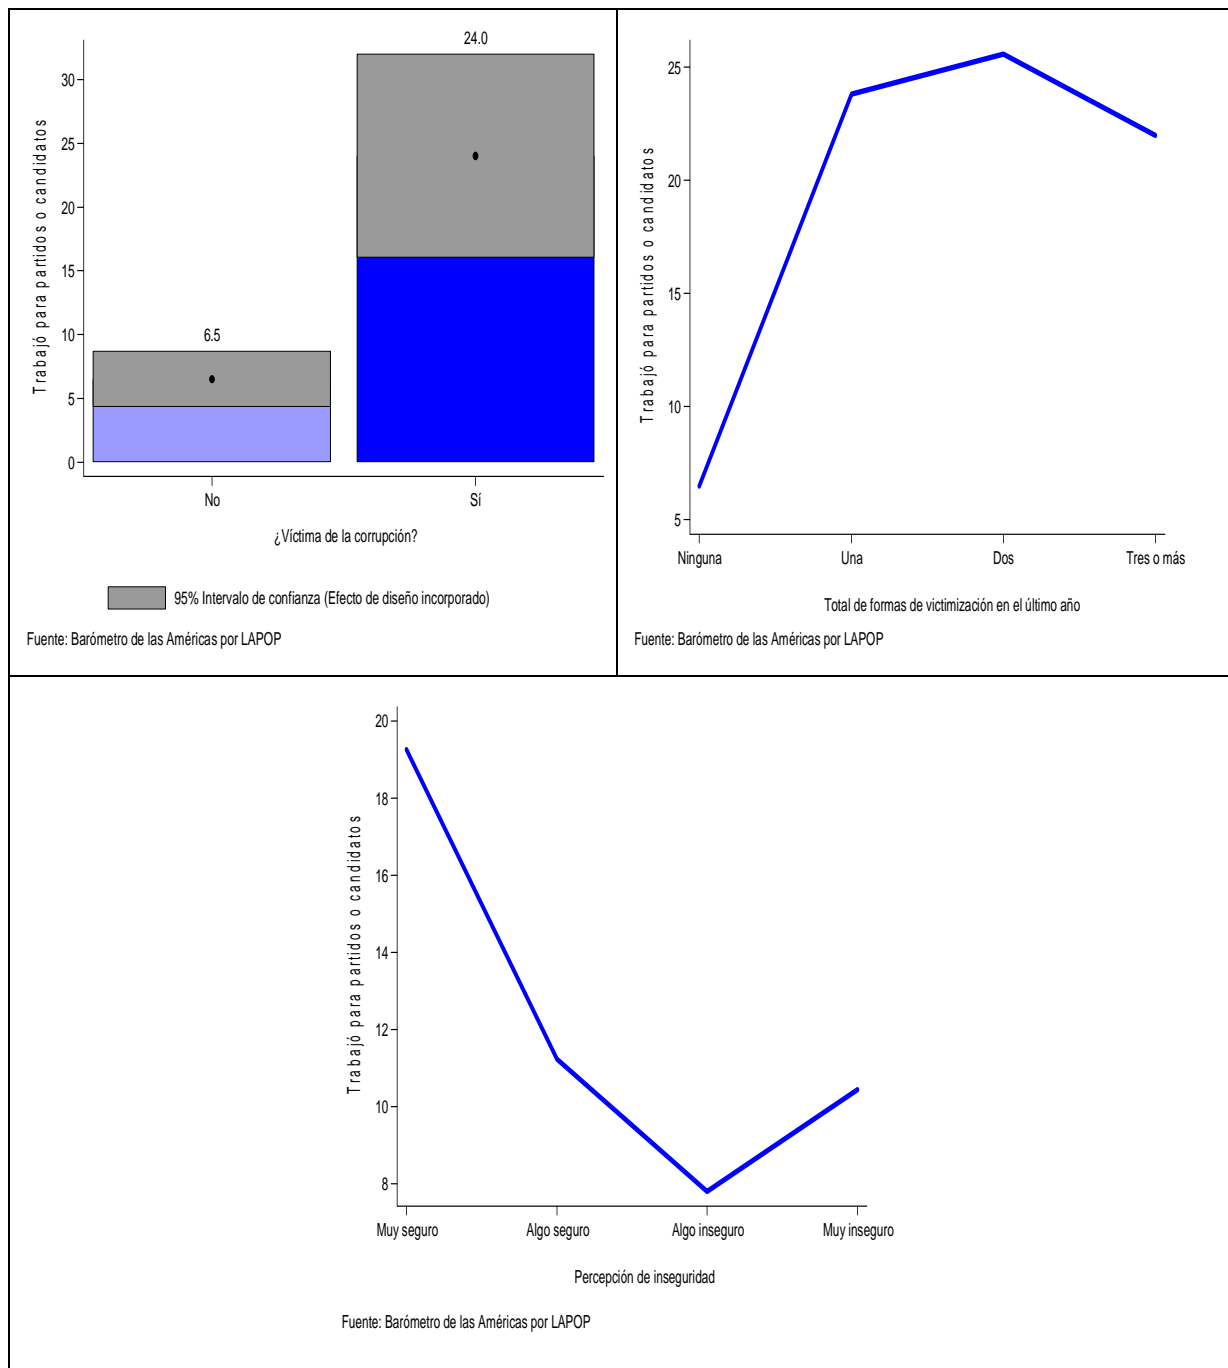 24.0
30
25
20
15
10
5
0
6.5
Trabajó para partidos o candidatos
No
Sí
¿Víctima de la corrupción?
95% Intervalo de confianza (Efecto de diseño incorporado)
Fuente: Barómetro de las Américas por LAPOP
25
20
15
10
5
Trabajó para partidos o candidatos
Ninguna
Una
Dos
Tres o más
Total de formas de victimización en el último año
Fuente: Barómetro de las Américas por LAPOP
20
18
16
14
12
10
8
Trabajó para partidos o candidatos
Muy seguro
Algo seguro
Algo inseguro
Muy inseguro
Percepción de inseguridad
Fuente: Barómetro de las Américas por LAPOP